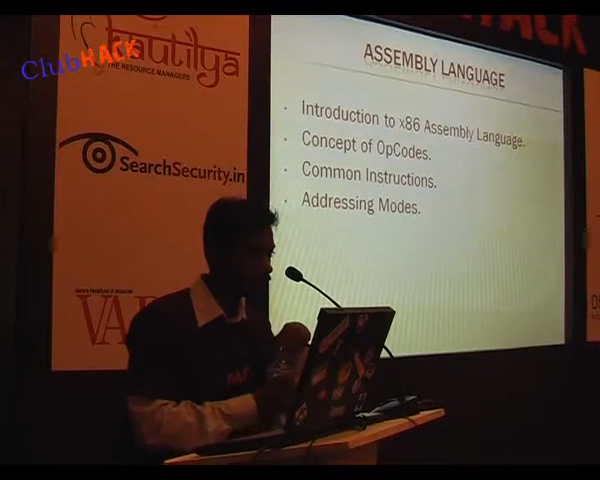 ClubHACK
Kautilya
THE RESOURCE MANAGERS
SearchSecurity.in
ASSEMBLY LANGUAGE
Introduction to x86 Assembly Language.
Concept of OpCodes.
Common Instructions.
Addressing Modes.